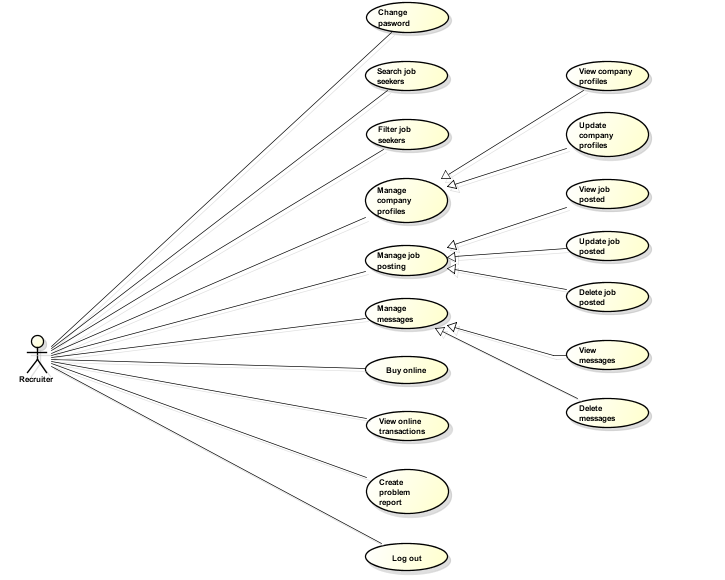 Change
pasword
Search job
seekers
View company
profiles
Filter job
seekers
Update
company
profiles
Manage
company
profiles
View job
posted
Manage job
posting
Update job
posted
Delete job
posted
Manage
messages
View
messages
Recruiter
Buy online
Delete
messages
View online
transactions
Create
problem
report
Log out